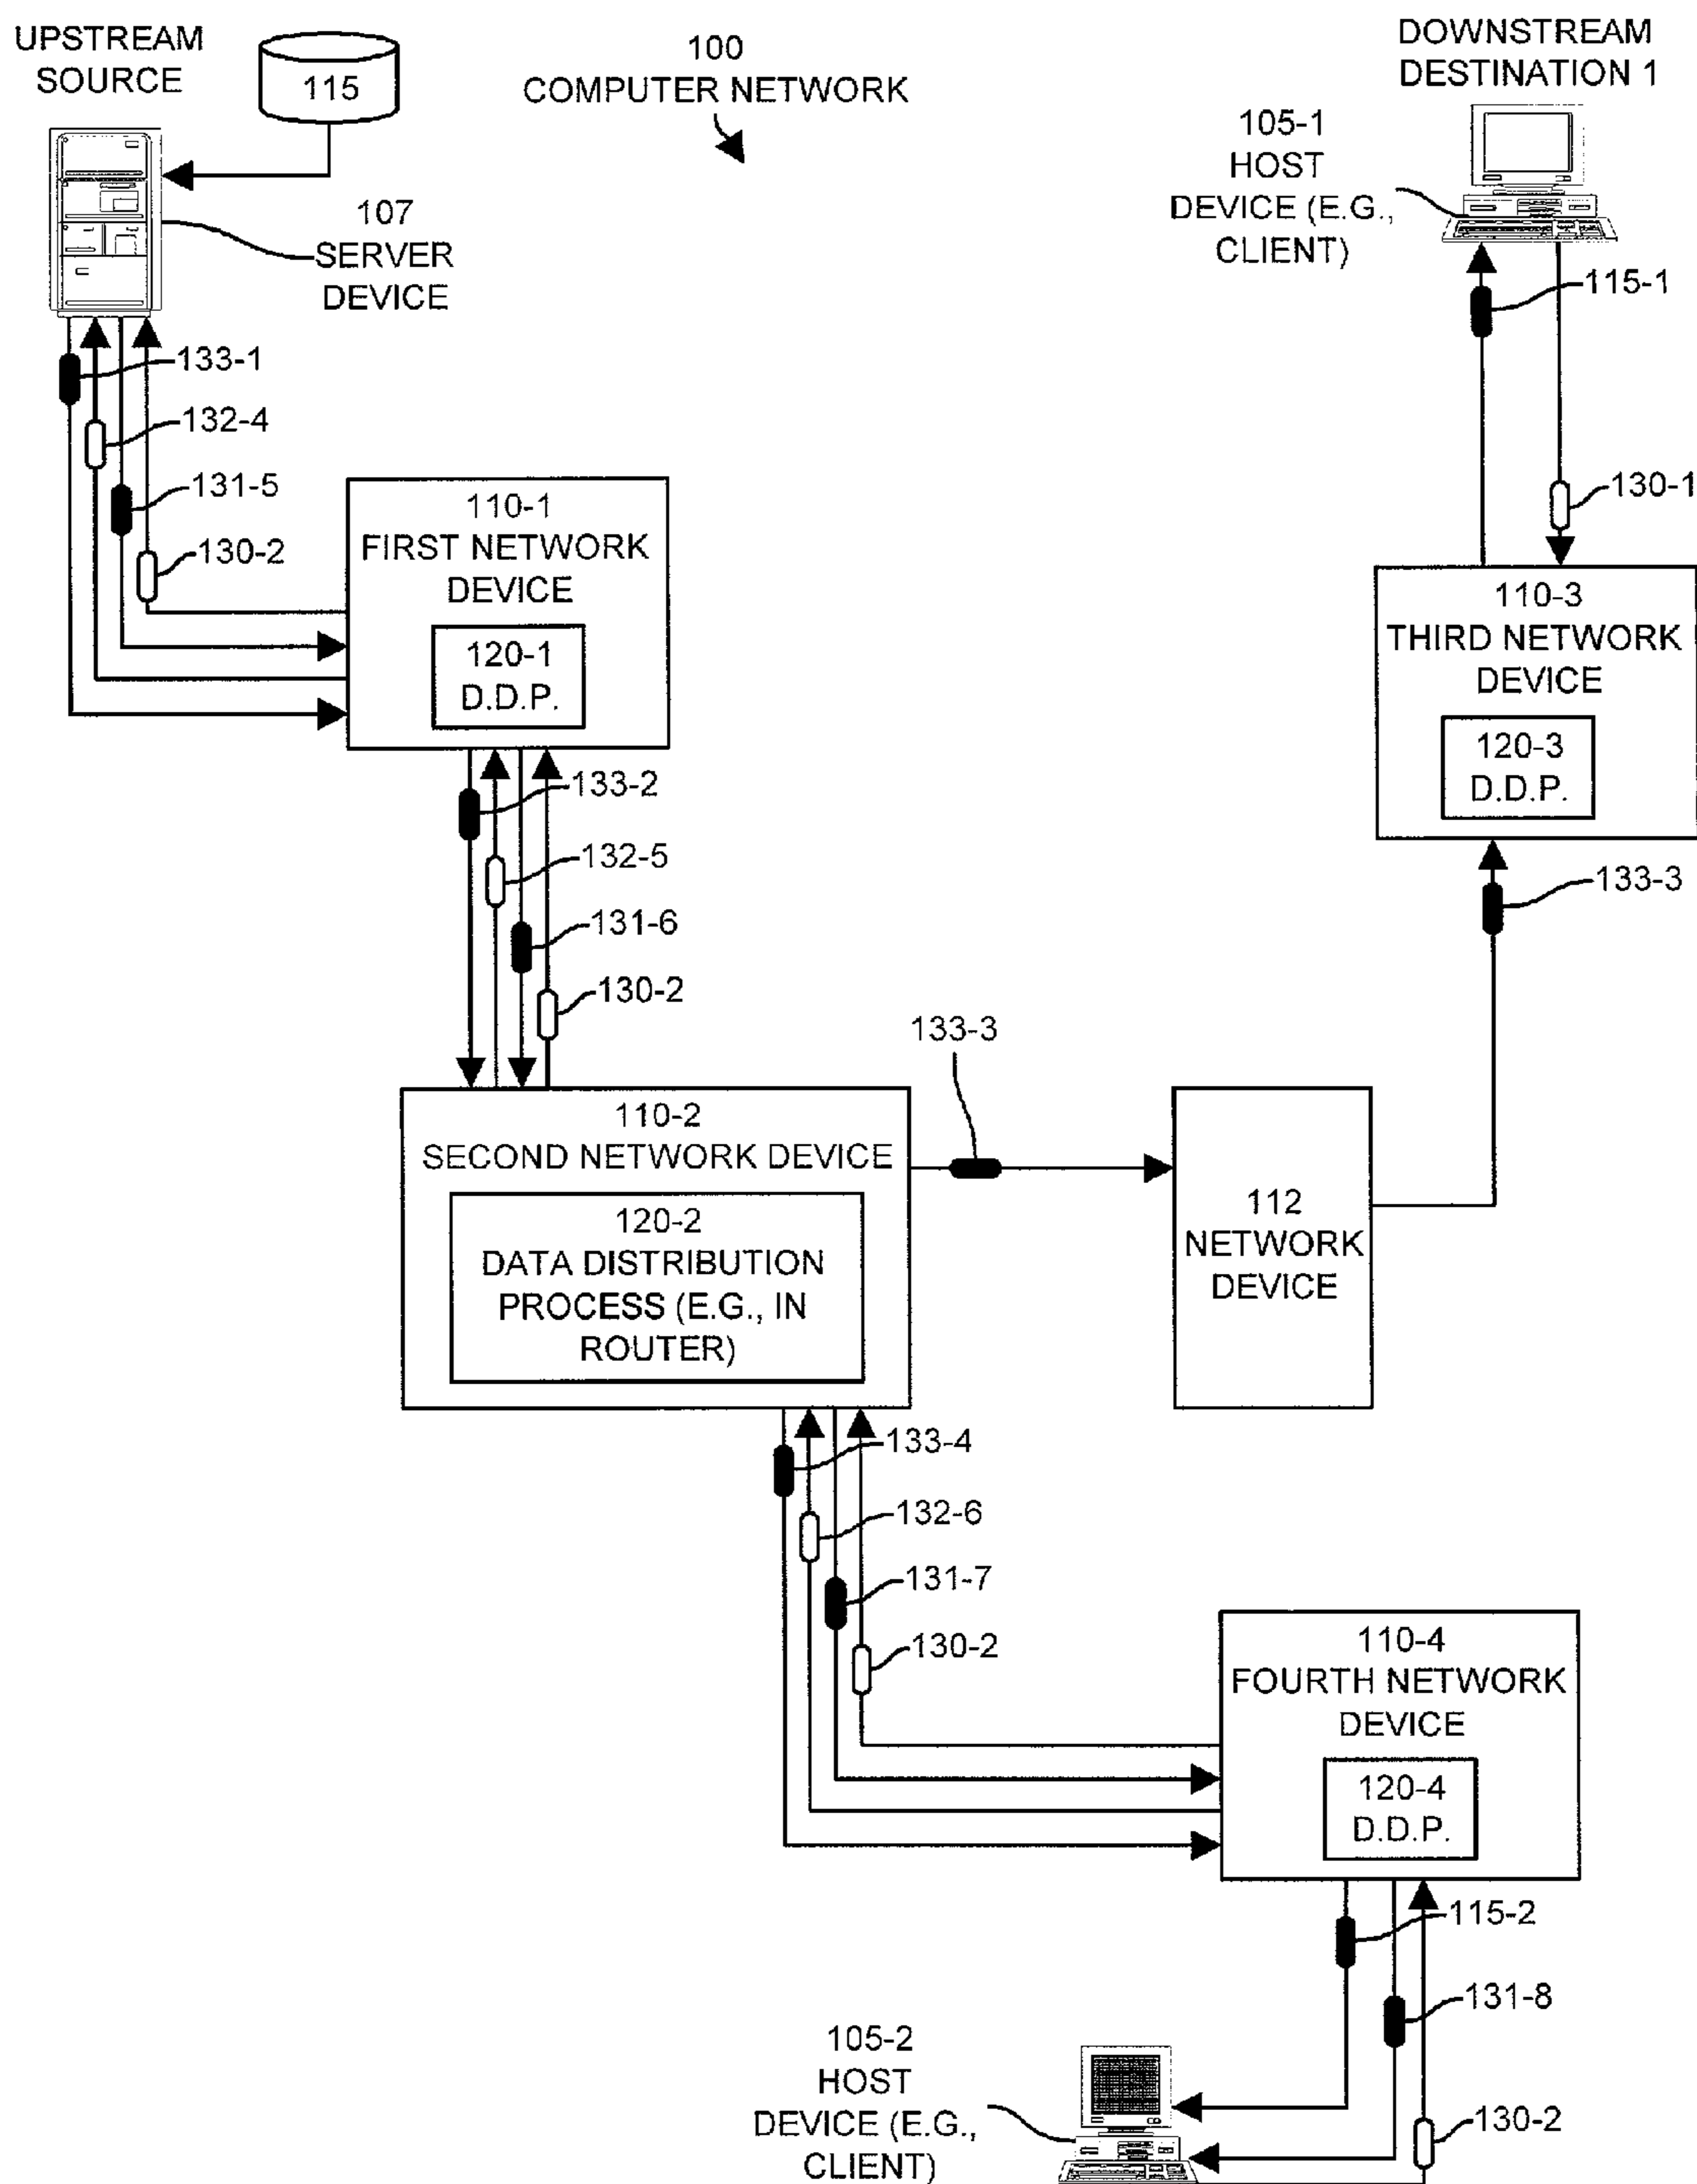 UPSTREAM
SOURCE
115
100
COMPUTER NETWORK
DOWNSTREAM
DESTINATION 1
105-1
HOST
DEVICE (E.G.,
CLIENT)
107
SERVER
DEVICE
115-1
133-1
132-4
131-5
130-2
110-1
FIRST NETWORK
DEVICE
120-1
D.D.P.
130-1
110-3
THIRD NETWORK
DEVICE
120-3
D.D.P.
133-2
132-5
131-6
130-2
133-3
133-3
110-2
SECOND NETWORK DEVICE
120-2
DATA DISTRIBUTION
PROCESS (E.G., IN
ROUTER)
112
NETWORK
DEVICE
133-4
132-6
131-7
130-2
110-4
FOURTH NETWORK
DEVICE
120-4
D.D.P.
115-2
131-8
130-2
105-2
HOST
DEVICE (E.G.,
CLIENT)